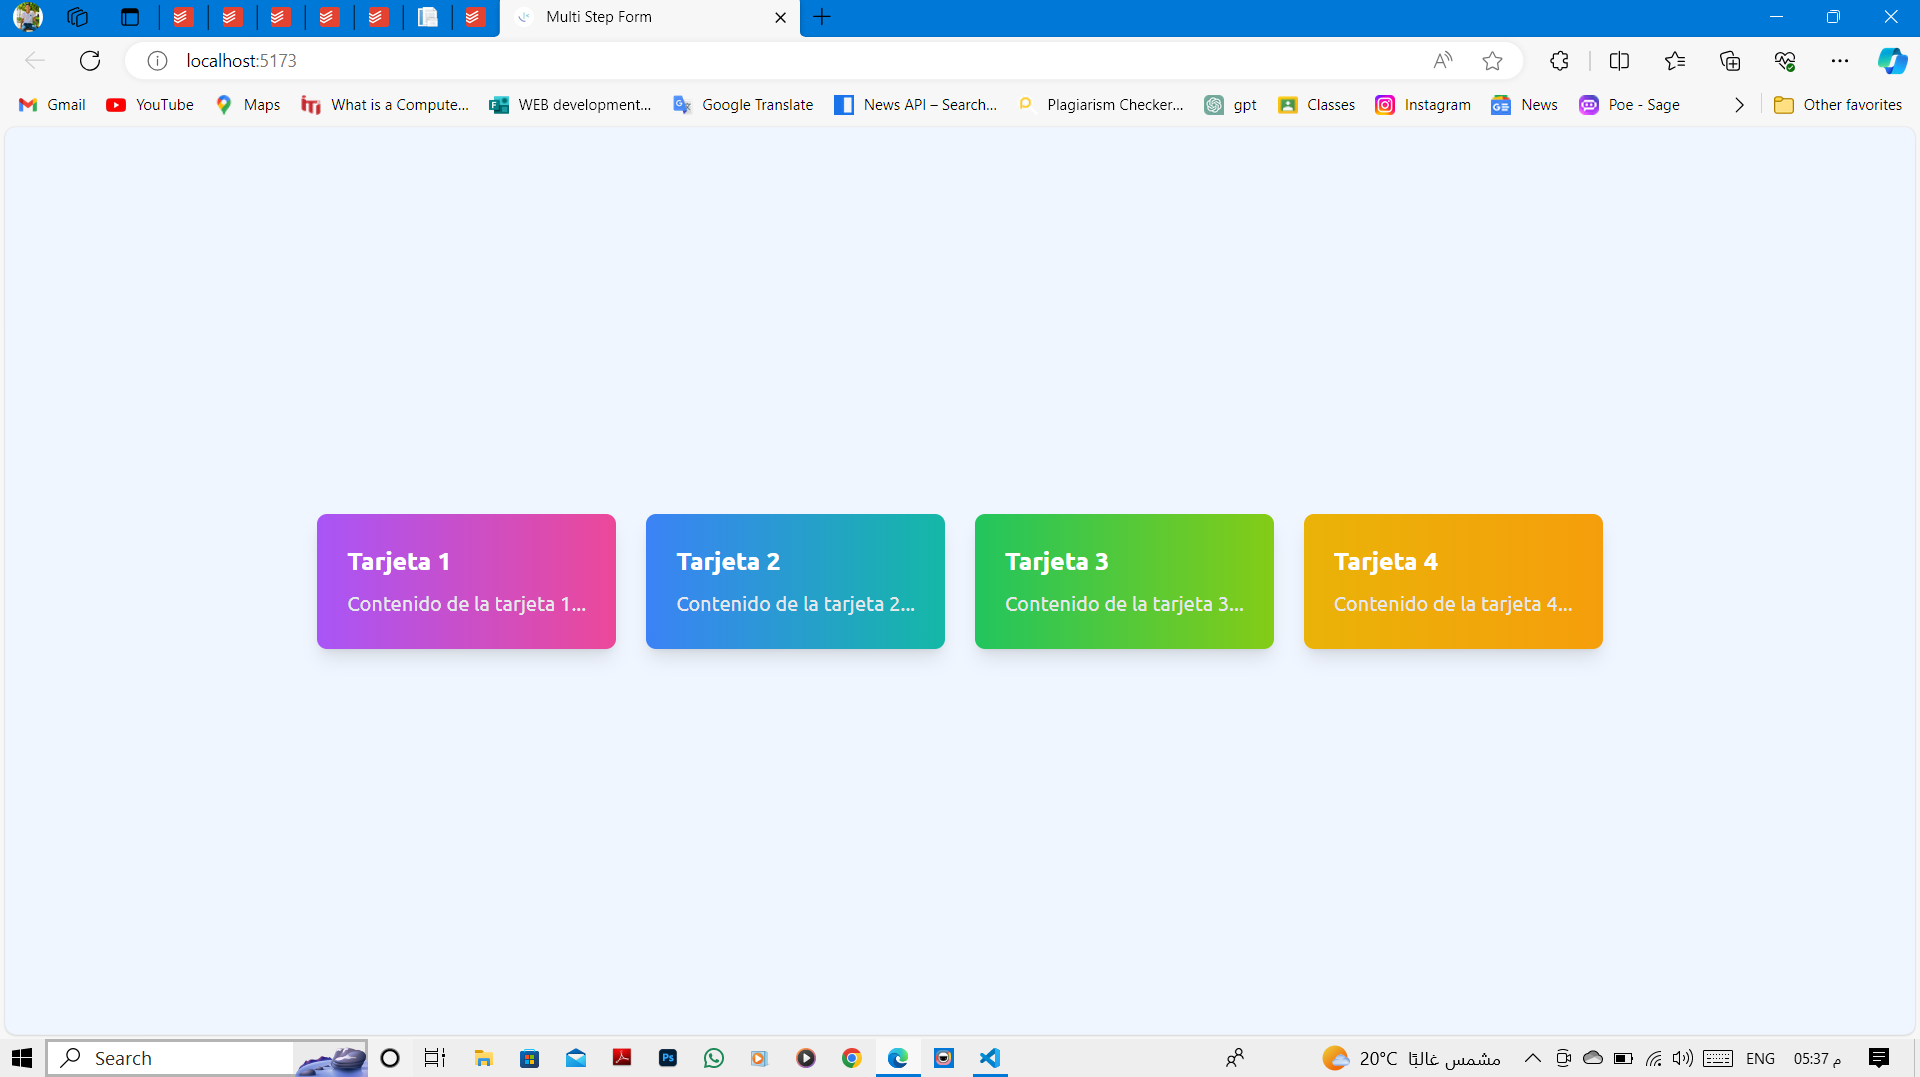 Multi Step Form
localhost:5173
Gmail
YouTube
Maps
What is a Compute...
WEB development...
Google Translate
News API – Search...
Plagiarism Checker...
gpt
Classes
Instagram
News
Poe - Sage
Other favorites
Tarjeta 1
Contenido de la tarjeta 1...
Tarjeta 2
Contenido de la tarjeta 2...
Tarjeta 3
Contenido de la tarjeta 3...
Tarjeta 4
Contenido de la tarjeta 4...
Search
Ps
20°C مشمس غالبًا
ENG
05:37 م